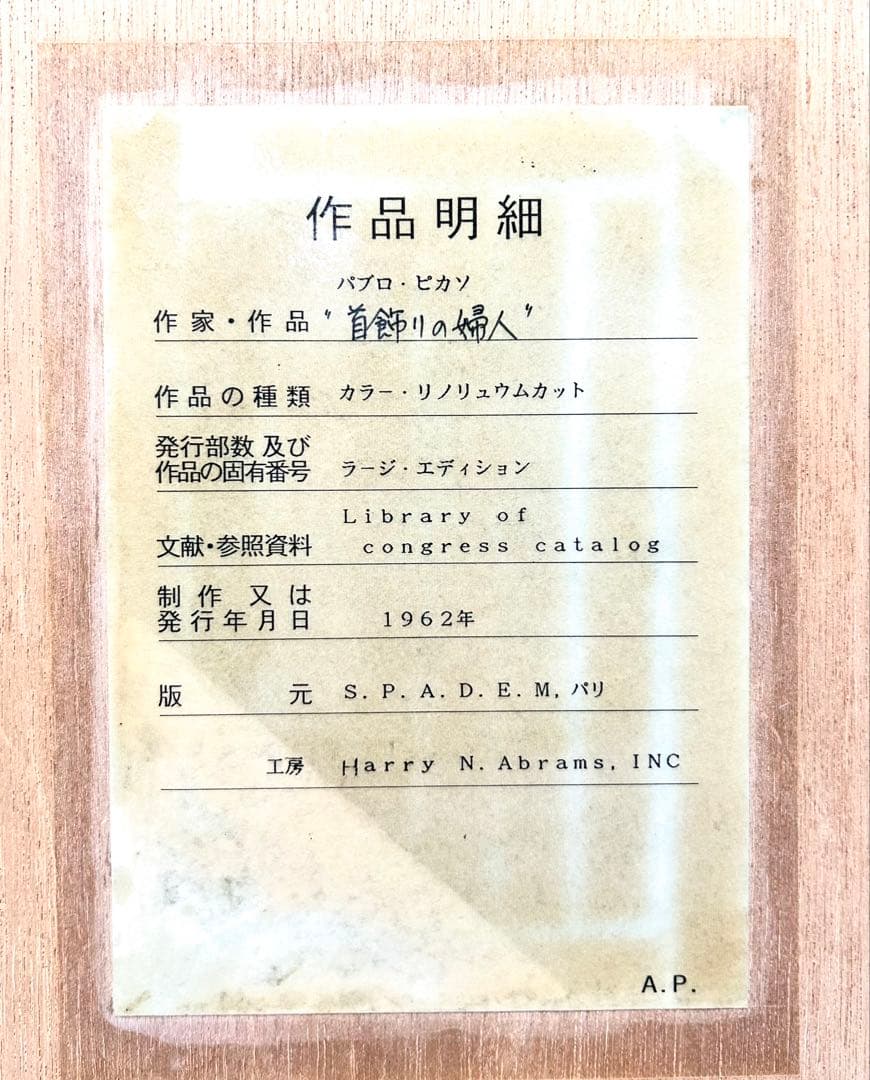 作品明細
パブロ・ピカソ
作家・作品 "首飾りの婦人"
作品の種類 カラー・リノリュウムカット
発行部数及び
作品の固有番号 ラージ・エディション
Library of
文献・参照資料 congress catalog
制作又は
発行年月日 1962年
版元 S.P.A.D.E.M,パリ
工房 Harry N.Abrams,INC
A.P.